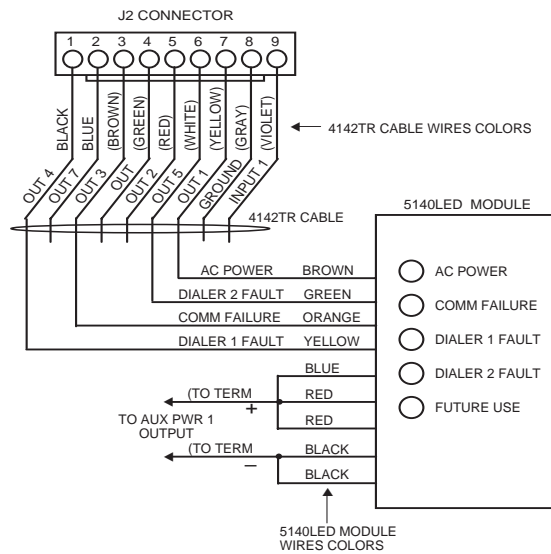 J2 CONNECTOR
1 2 3 4 5 6 7 8 9
BLACK
BLUE
(BROWN)
(GREEN)
(RED)
(WHITE)
(YELLOW)
(GRAY)
(VIOLET)
4142TR CABLE WIRES COLORS
OUT 4
OUT 7
OUT 3
OUT
OUT 2
OUT 5
OUT 1
GROUND
INPUT 1
4142TR CABLE
5140LED MODULE
AC POWER BROWN
DIALER 2 FAULT GREEN
COMM FAILURE ORANGE
DIALER 1 FAULT YELLOW
AC POWER
COMM FAILURE
DIALER 1 FAULT
DIALER 2 FAULT
FUTURE USE
BLUE
(TO TERM RED
+
TO AUX PWR 1
OUTPUT
RED
(TO TERM BLACK
–
BLACK
5140LED MODULE
WIRES COLORS